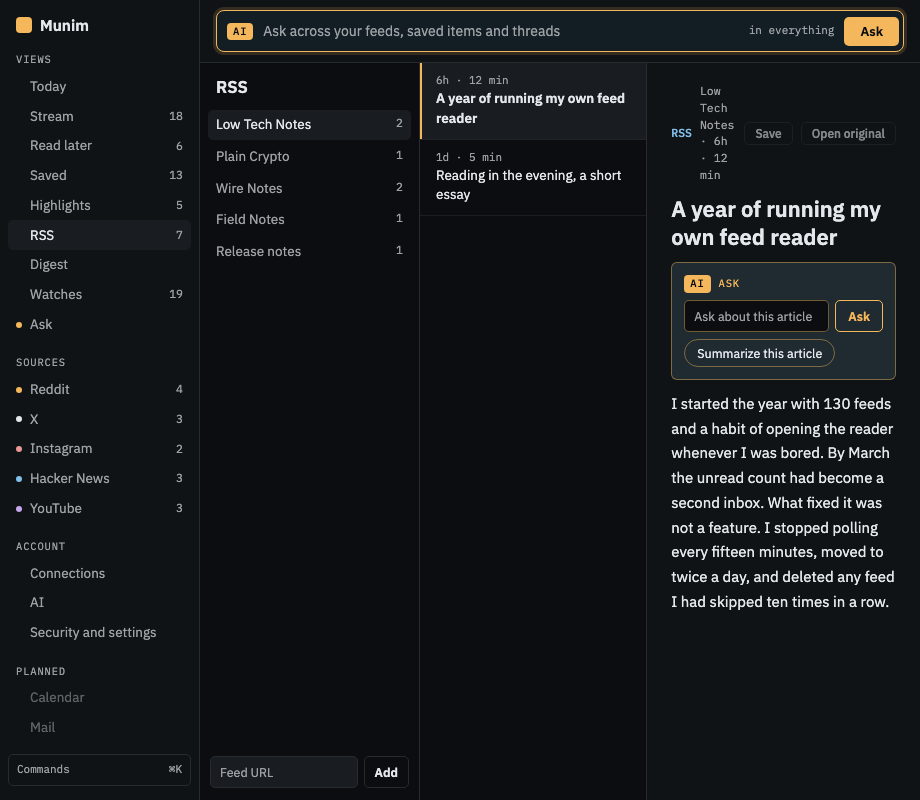 Munim
VIEWS
Today
Stream 18
Read later 6
Saved 13
Highlights 5
RSS 7
Digest
Watches 19
Ask
SOURCES
Reddit 4
X 3
Instagram 2
Hacker News 3
YouTube 3
ACCOUNT
Connections
AI
Security and settings
PLANNED
Calendar
Mail
Commands ⌘K
AI Ask across your feeds, saved items and threads in everything Ask
RSS
Low Tech Notes 2
Plain Crypto 1
Wire Notes 2
Field Notes 1
Release notes 1
Feed URL Add
6h · 12 min
A year of running my own feed
reader
1d · 5 min
Reading in the evening, a short
essay
RSS
Low
Tech
Notes
· 6h
· 12
min
Save Open original
A year of running my
own feed reader
AI ASK
Ask about this article Ask
Summarize this article
I started the year with 130 feeds
and a habit of opening the reader
whenever I was bored. By March
the unread count had become a
second inbox. What fixed it was
not a feature. I stopped polling
every fifteen minutes, moved to
twice a day, and deleted any feed
I had skipped ten times in a row.